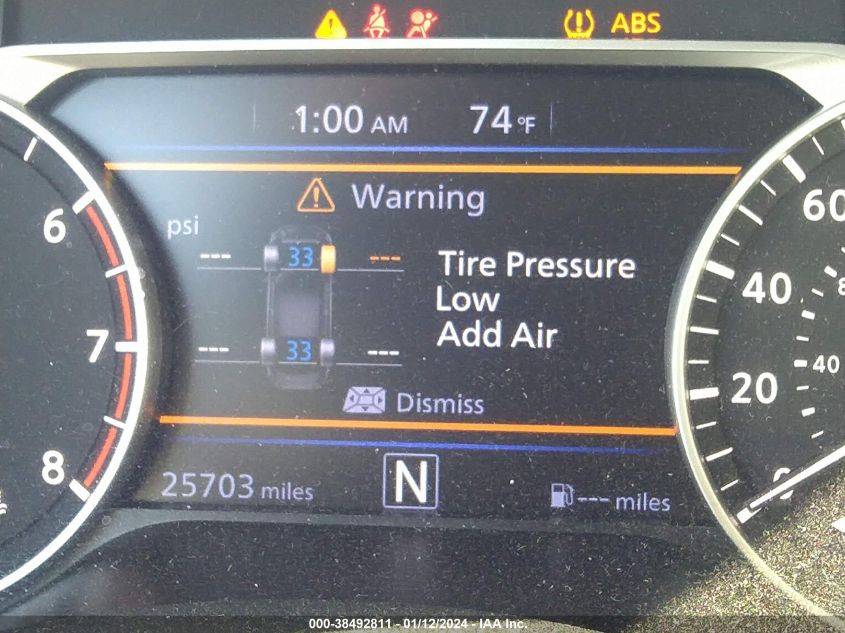 ABS
1:00 AM 74 °F
Warning
psi
--- 33 ---
Tire Pressure
Low
Add Air
--- 33 ---
Dismiss
25703 miles N --- miles
6
7
8
60
40
20
0
40
000-38492811 - 01/12/2024 - IAA Inc.